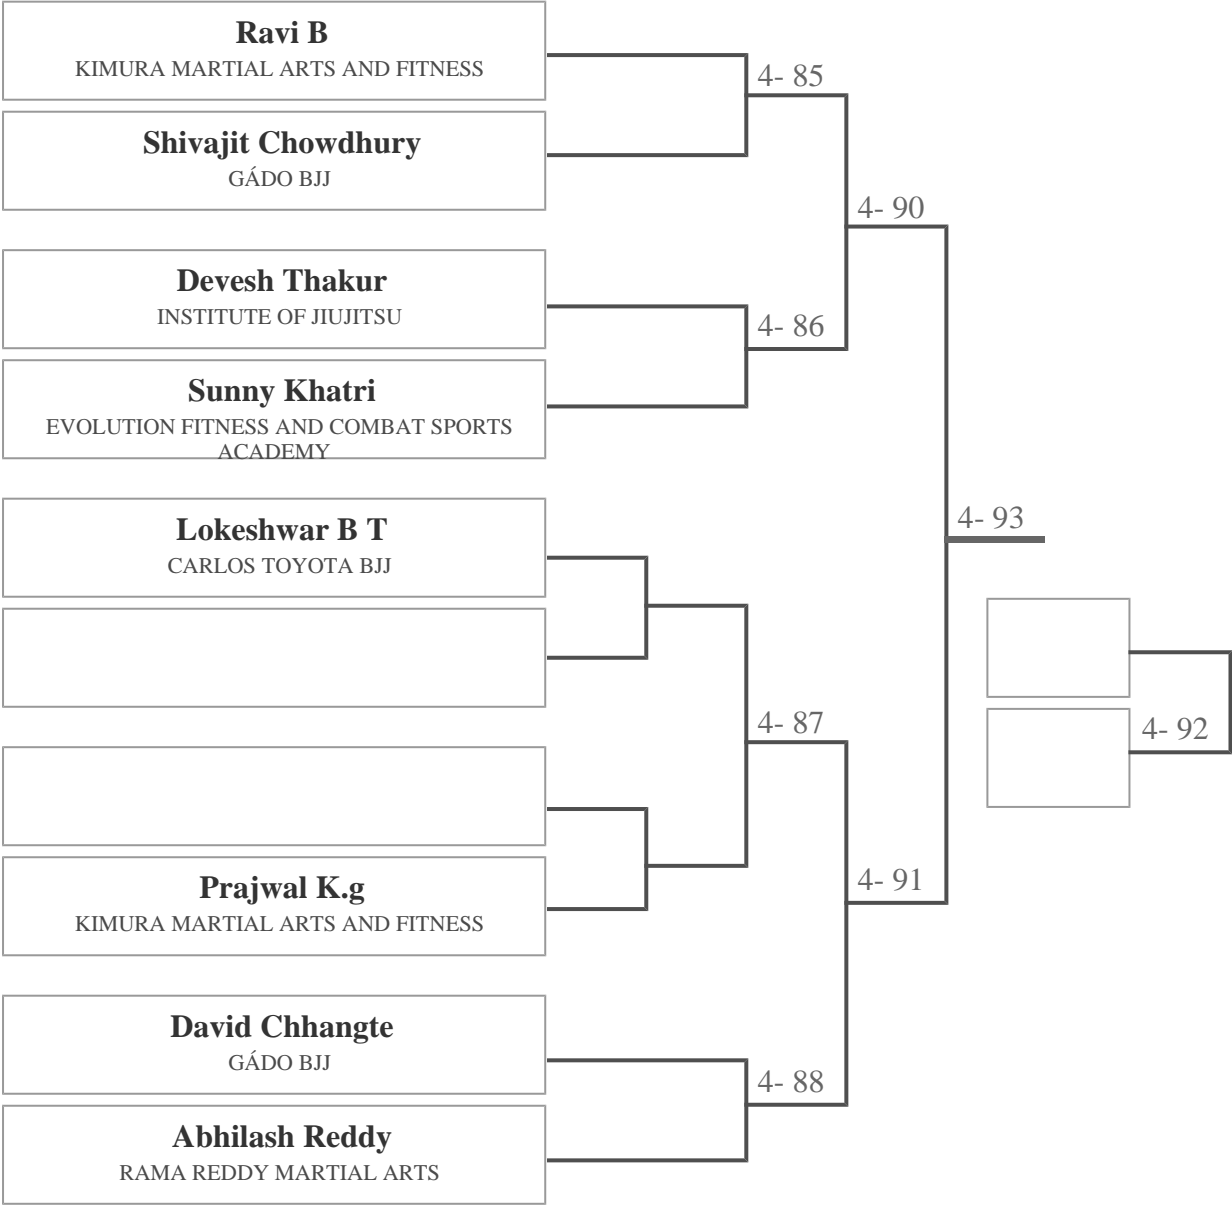 Ravi B
KIMURA MARTIAL ARTS AND FITNESS
4- 85
Shivajit Chowdhury
GÁDO BJJ
4- 90
Devesh Thakur
INSTITUTE OF JIUJITSU
4- 86
Sunny Khatri
EVOLUTION FITNESS AND COMBAT SPORTS
ACADEMY
4- 93
Lokeshwar B T
CARLOS TOYOTA BJJ
4- 87
4- 92
Prajwal K.g
KIMURA MARTIAL ARTS AND FITNESS
4- 91
David Chhangte
GÁDO BJJ
4- 88
Abhilash Reddy
RAMA REDDY MARTIAL ARTS